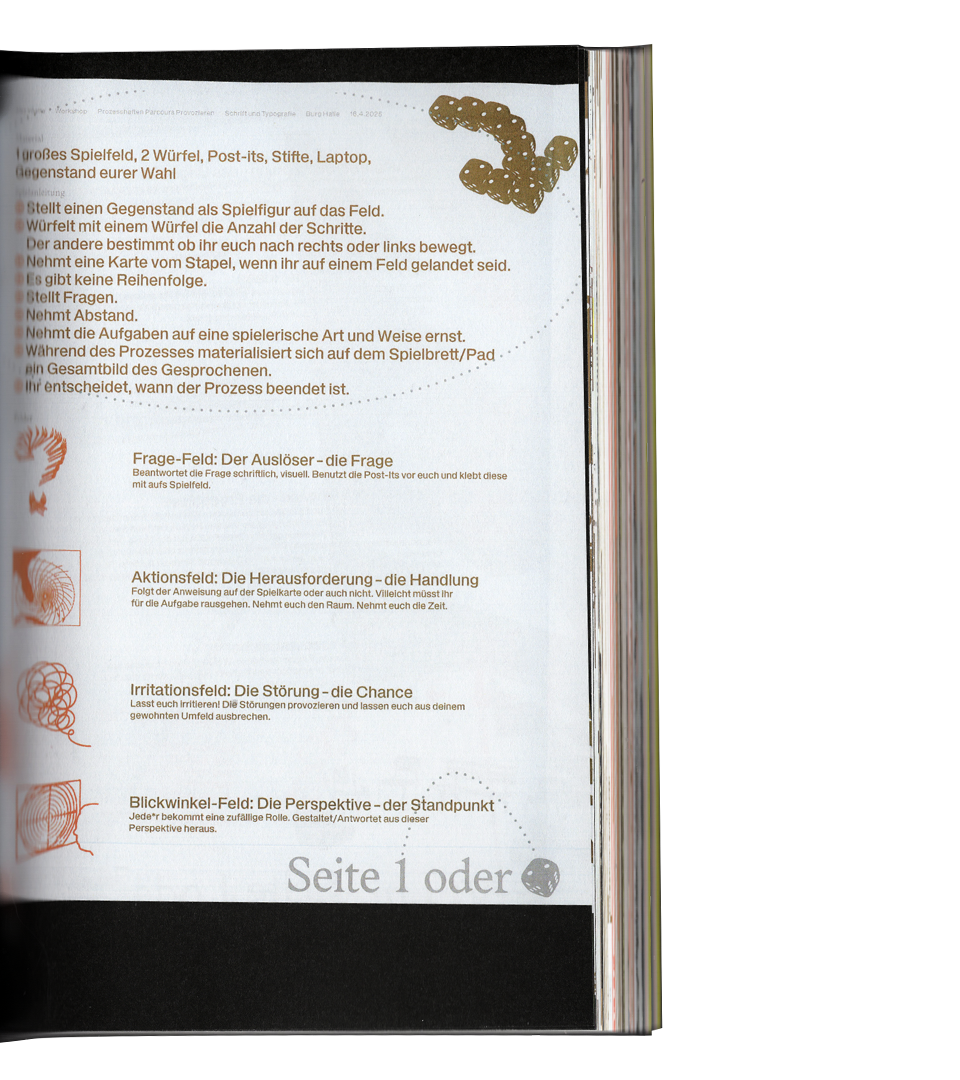 Workshop Prozesuhelfen Parcours Provozieren Schrift und Typografie Burg Halle 16.4.2025
Material
1 großes Spielfeld, 2 Würfel, Post-its, Stifte, Laptop,
Gegenstand eurer Wahl
Spielanleitung
Stellt einen Gegenstand als Spielfigur auf das Feld.
Würfelt mit einem Würfel die Anzahl der Schritte.
Der andere bestimmt ob ihr euch nach rechts oder links bewegt.
Nehmt eine Karte vom Stapel, wenn ihr auf einem Feld gelandet seid.
Es gibt keine Reihenfolge.
Stellt Fragen.
Nehmt Abstand.
Nehmt die Aufgaben auf eine spielerische Art und Weise ernst.
Während des Prozesses materialisiert sich auf dem Spielbrett/Pad
ein Gesamtbild des Gesprochenen.
Ihr entscheidet, wann der Prozess beendet ist.
Frage-Feld: Der Auslöser – die Frage
Beantwortet die Frage schriftlich, visuell. Benutzt die Post-Its vor euch und klebt diese
mit aufs Spielfeld.
Aktionsfeld: Die Herausforderung – die Handlung
Folgt der Anweisung auf der Spielkarte oder auch nicht. Villeicht müsst ihr
für die Aufgabe rausgehen. Nehmt euch den Raum. Nehmt euch die Zeit.
Irritationsfeld: Die Störung – die Chance
Lasst euch irritieren! Die Störungen provozieren und lassen euch aus deinem
gewohnten Umfeld ausbrechen.
Blickwinkel-Feld: Die Perspektive – der Standpunkt
Jede*r bekommt eine zufällige Rolle. Gestaltet/Antwortet aus dieser
Perspektive heraus.
Seite 1 oder